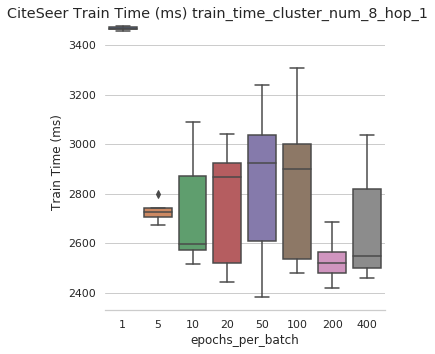 CiteSeer Train Time (ms) train_time_cluster_num_8_hop_1
3400
3200
3000
2800
2600
2400
Train Time (ms)
1 5 10 20 50 100 200 400
epochs_per_batch